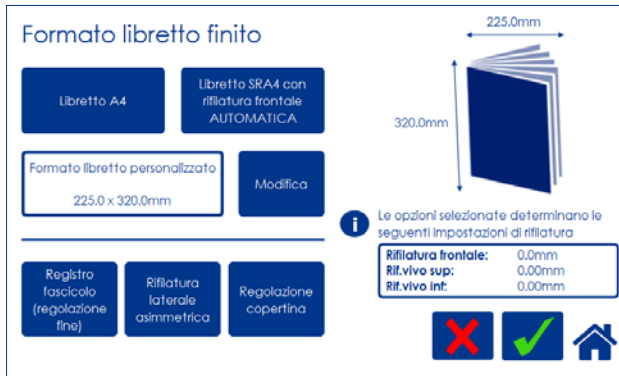 Formato libretto finito
225.0mm
Libretto A4
Libretto SRA4 con
rifilatura frontale
AUTOMATICA
320.0mm
Formato libretto personalizzato
225.0 x 320.0mm
Modifica
Le opzioni selezionate determinano le
seguenti impostazioni di rifilatura
Rifilatura frontale: 0.0mm
Rif.vivo sup: 0.00mm
Rif.vivo inf: 0.00mm
Registro
fascicolo
(regolazione
fine)
Rifilatura
laterale
asimmetrica
Regolazione
copertina